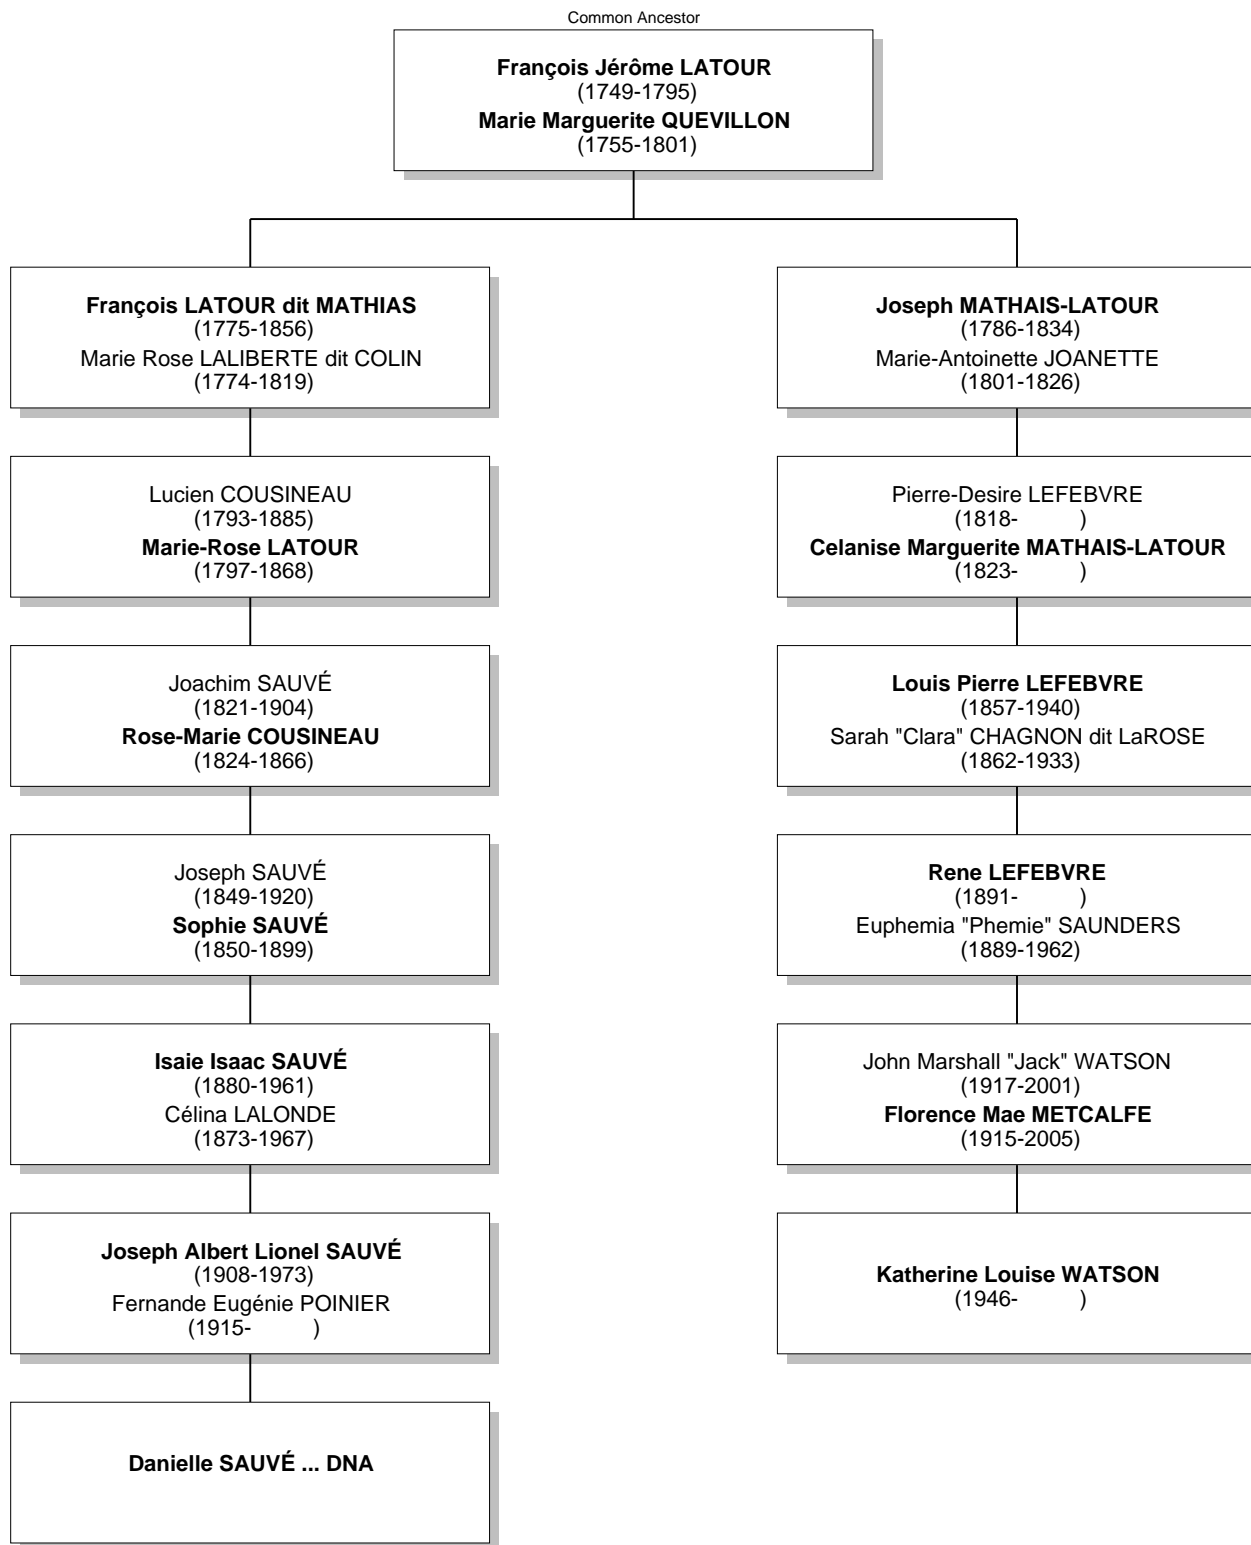 Common Ancestor
François Jérôme LATOUR
(1749-1795)
Marie Marguerite QUEVILLON
(1755-1801)
François LATOUR dit MATHIAS
(1775-1856)
Marie Rose LALIBERTE dit COLIN
(1774-1819)
Joseph MATHAIS-LATOUR
(1786-1834)
Marie-Antoinette JOANETTE
(1801-1826)
Lucien COUSINEAU
(1793-1885)
Marie-Rose LATOUR
(1797-1868)
Pierre-Desire LEFEBVRE
(1818- )
Celanise Marguerite MATHAIS-LATOUR
(1823- )
Joachim SAUVÉ
(1821-1904)
Rose-Marie COUSINEAU
(1824-1866)
Louis Pierre LEFEBVRE
(1857-1940)
Sarah "Clara" CHAGNON dit LaROSE
(1862-1933)
Joseph SAUVÉ
(1849-1920)
Sophie SAUVÉ
(1850-1899)
Rene LEFEBVRE
(1891- )
Euphemia "Phemie" SAUNDERS
(1889-1962)
Isaie Isaac SAUVÉ
(1880-1961)
Célina LALONDE
(1873-1967)
John Marshall "Jack" WATSON
(1917-2001)
Florence Mae METCALFE
(1915-2005)
Joseph Albert Lionel SAUVÉ
(1908-1973)
Fernande Eugénie POINIER
(1915- )
Katherine Louise WATSON
(1946- )
Danielle SAUVÉ ... DNA